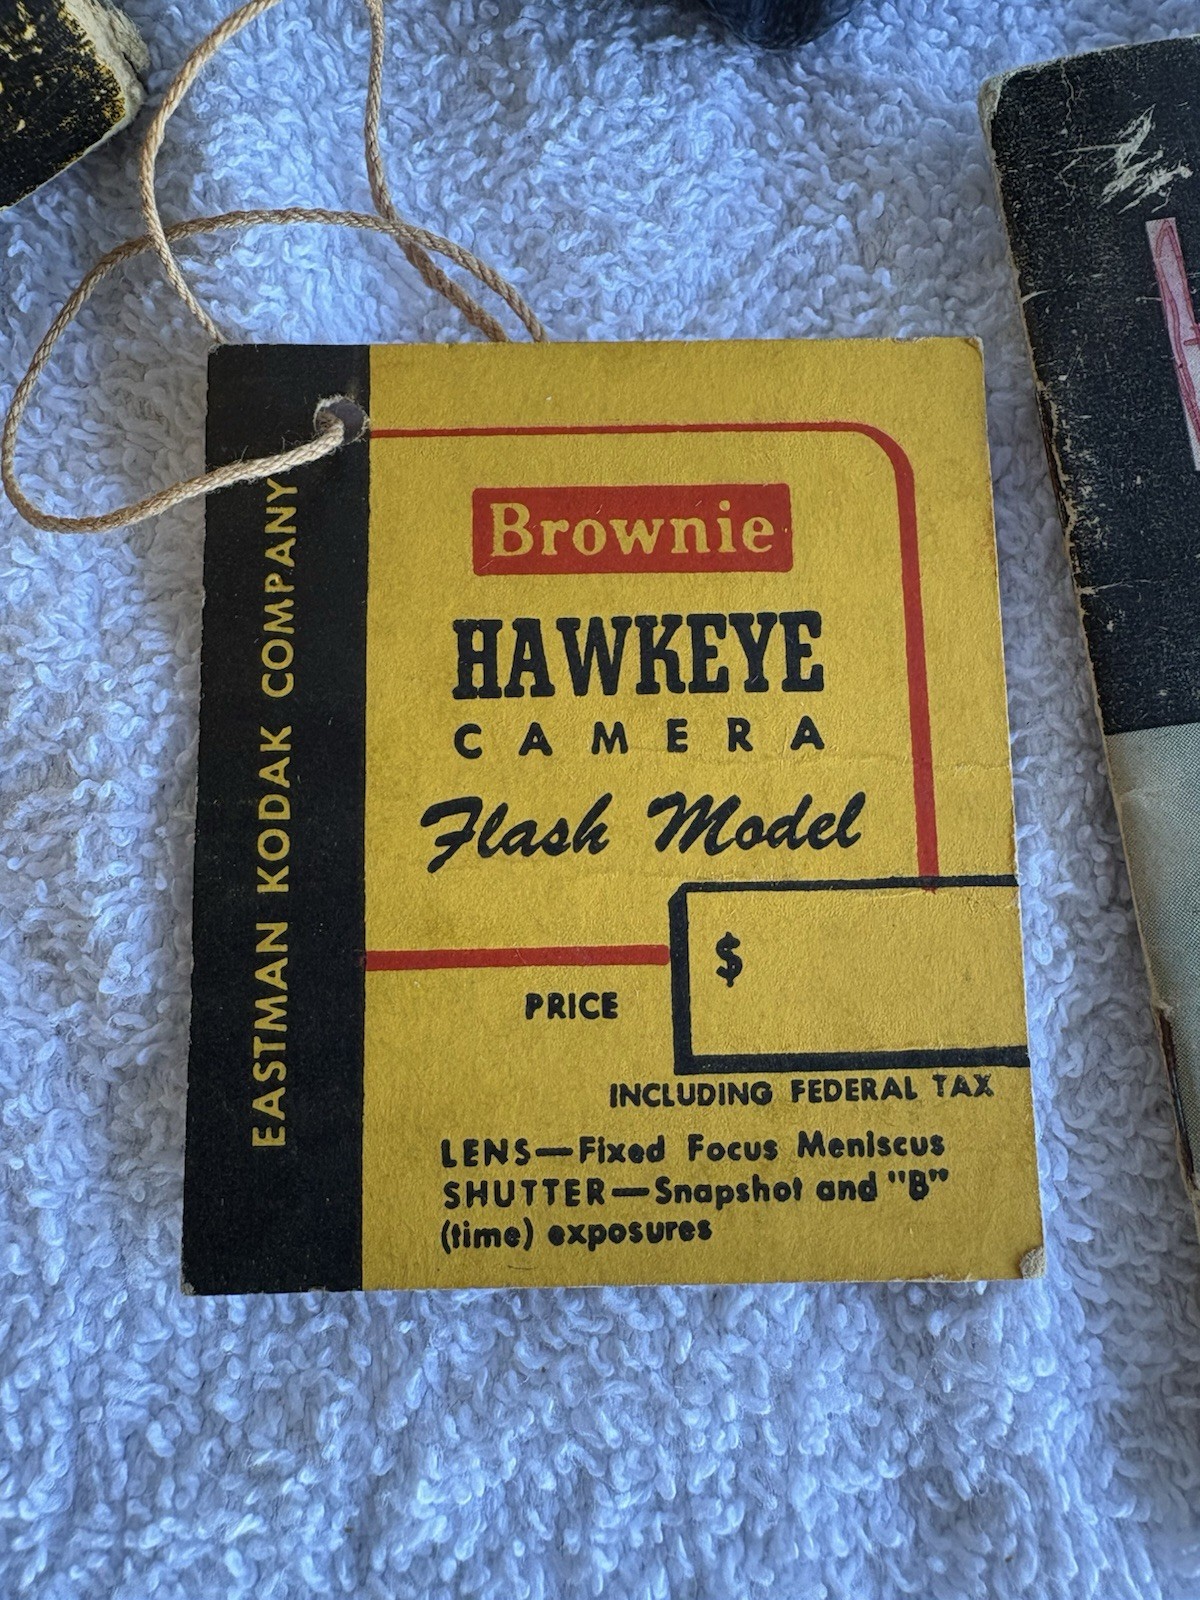 EASTMAN KODAK COMPANY
Brownie
HAWKEYE
CAMERA
Flash Model
$
PRICE
INCLUDING FEDERAL TAX
LENS—Fixed Focus Meniscus
SHUTTER—Snapshot and "B"
(time) exposures